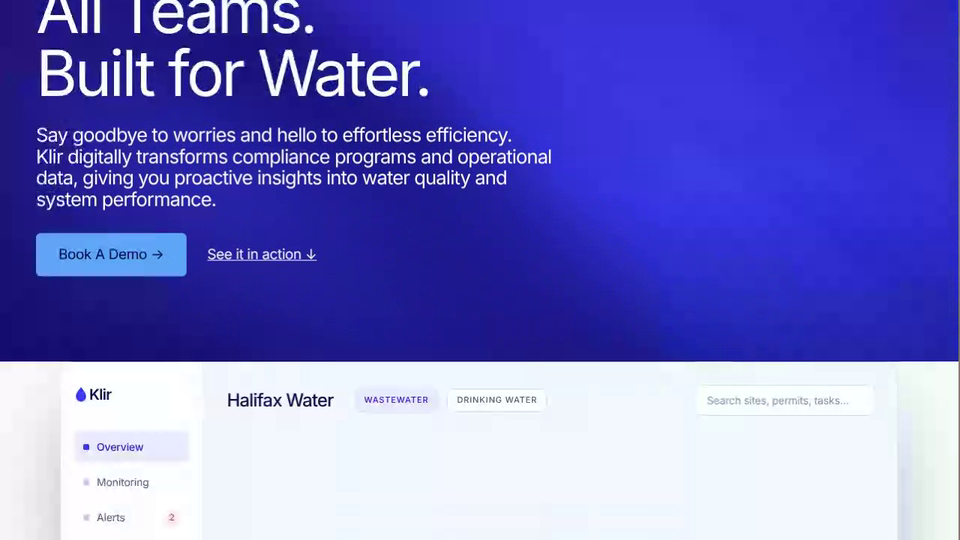 All Teams.
Built for Water.
Say goodbye to worries and hello to effortless efficiency.
Klir digitally transforms compliance programs and operational
data, giving you proactive insights into water quality and
system performance.
Book A Demo →
See it in action ↓
Klir
Halifax Water
WASTEWATER
DRINKING WATER
Search sites, permits, tasks...
Overview
Monitoring
Alerts
2